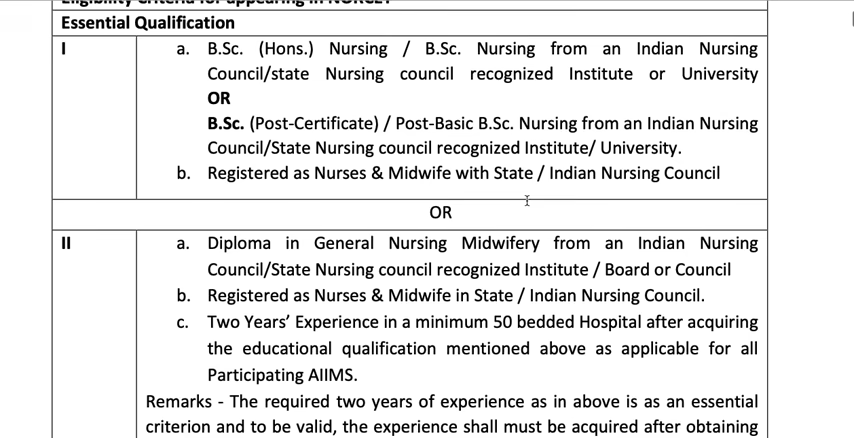 Eligibility Criteria for appearing in NORCET
Essential Qualification
I
a. B.Sc. (Hons.) Nursing / B.Sc. Nursing from an Indian Nursing
Council/state Nursing council recognized Institute or University
OR
B.Sc. (Post-Certificate) / Post-Basic B.Sc. Nursing from an Indian Nursing
Council/State Nursing council recognized Institute/ University.
b. Registered as Nurses & Midwife with State / Indian Nursing Council
OR
II
a. Diploma in General Nursing Midwifery from an Indian Nursing
Council/State Nursing council recognized Institute / Board or Council
b. Registered as Nurses & Midwife in State / Indian Nursing Council.
c. Two Years’ Experience in a minimum 50 bedded Hospital after acquiring
the educational qualification mentioned above as applicable for all
Participating AIIMS.
Remarks - The required two years of experience as in above is as an essential
criterion and to be valid, the experience shall must be acquired after obtaining